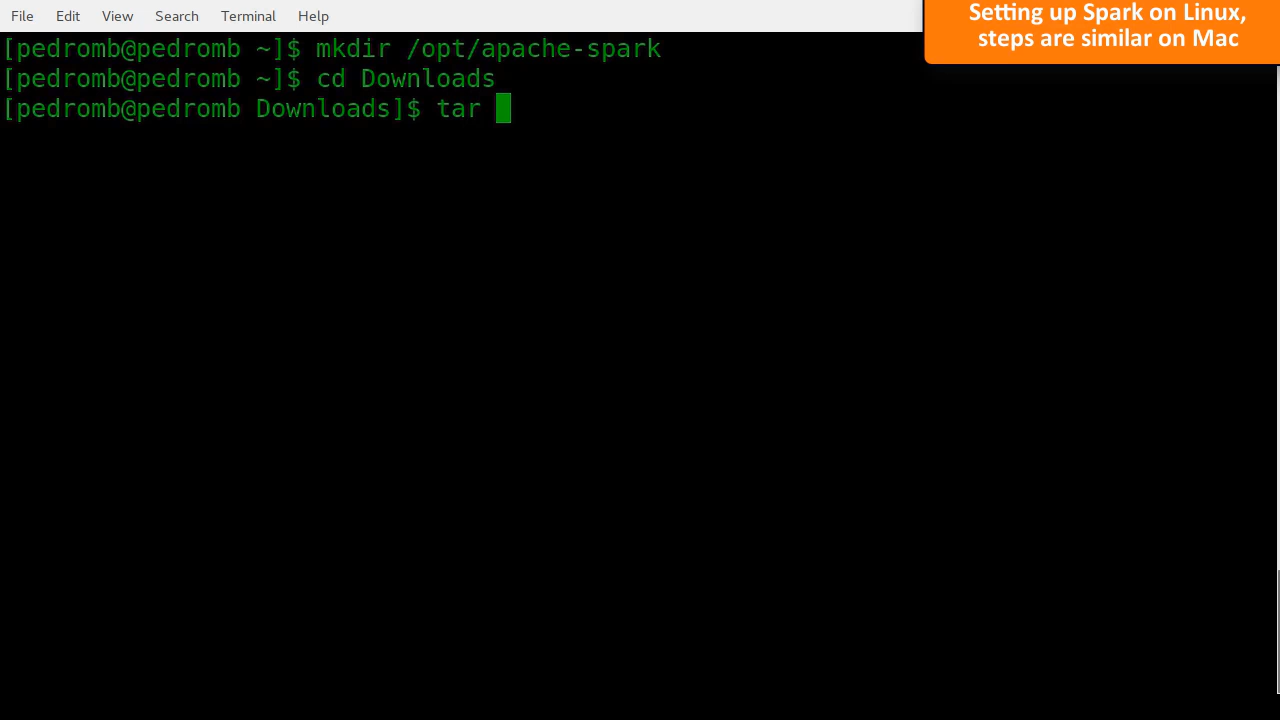 File Edit View Search Terminal Help
Setting up Spark on Linux,
steps are similar on Mac
[pedromb@pedromb ~]$ mkdir /opt/apache-spark
[pedromb@pedromb ~]$ cd Downloads
[pedromb@pedromb Downloads]$ tar